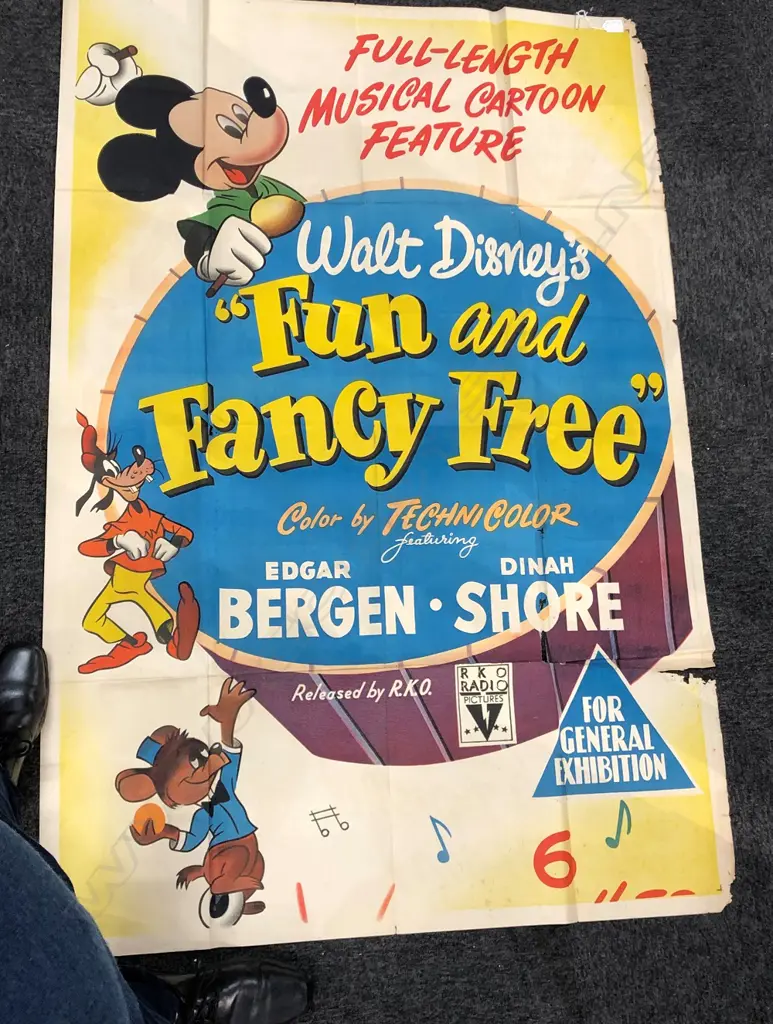 FULL-LENGTH
MUSICAL CARTOON
FEATURE
Walt Disney's
"Fun and
Fancy Free"
Color by TECHNICOLOR
featuring
EDGAR
BERGEN ·
DINAH
SHORE
Released by R.K.O.
RKO
RADIO
PICTURES
FOR
GENERAL
EXHIBITION
6